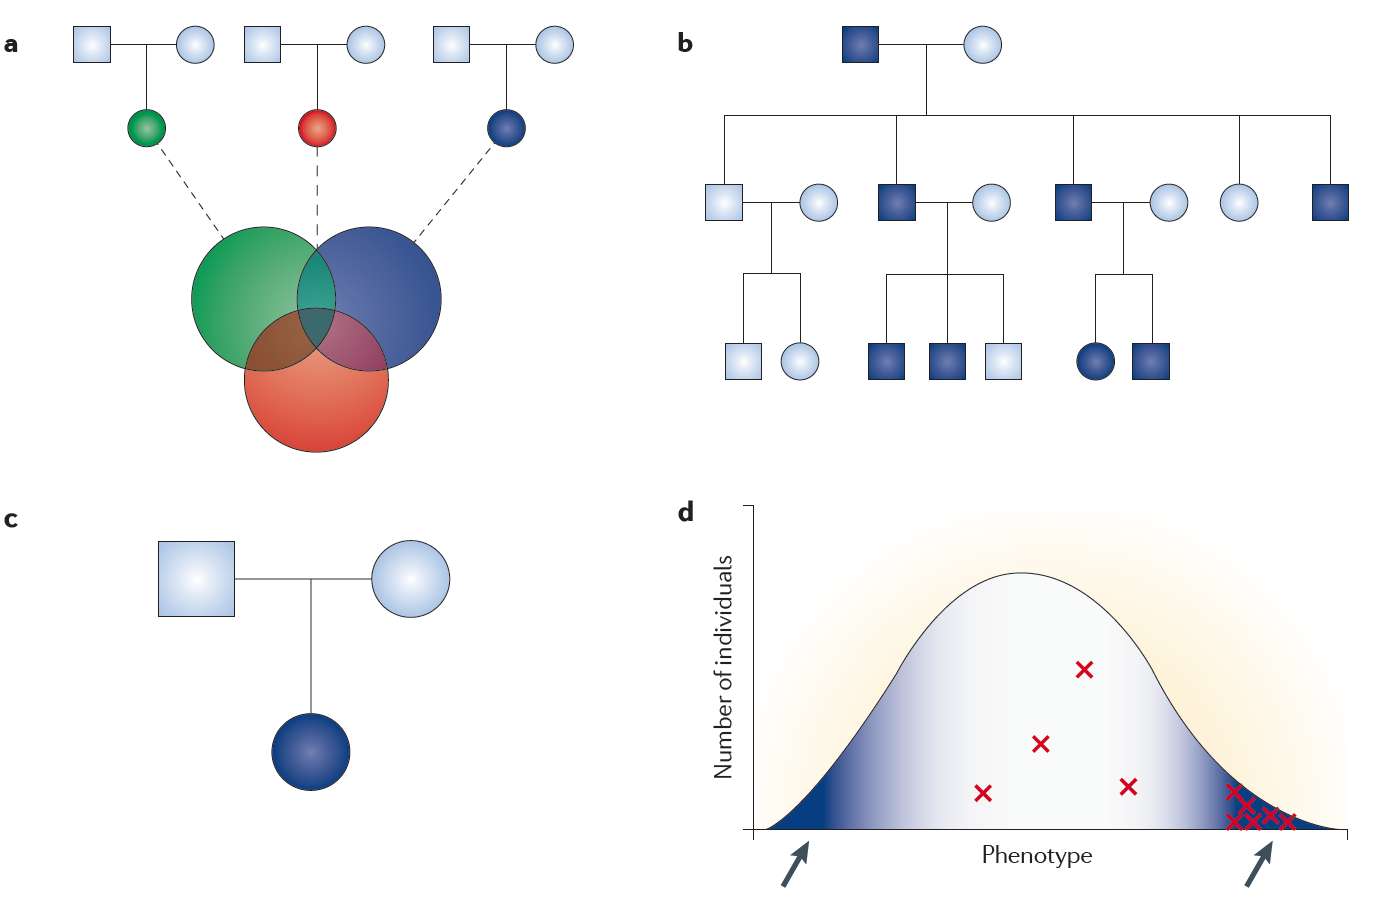 a
b
c
d
Number of individuals
Phenotype